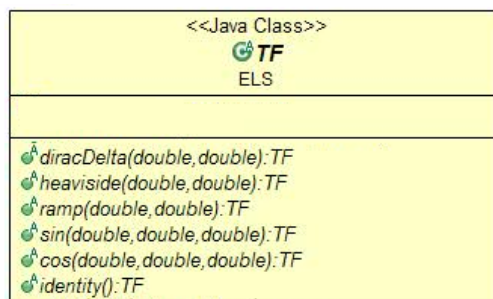 <<Java Class>>
TF
ELS
diracDelta(double,double):TF
heaviside(double,double):TF
ramp(double,double):TF
sin(double,double,double):TF
cos(double,double,double):TF
identity():TF